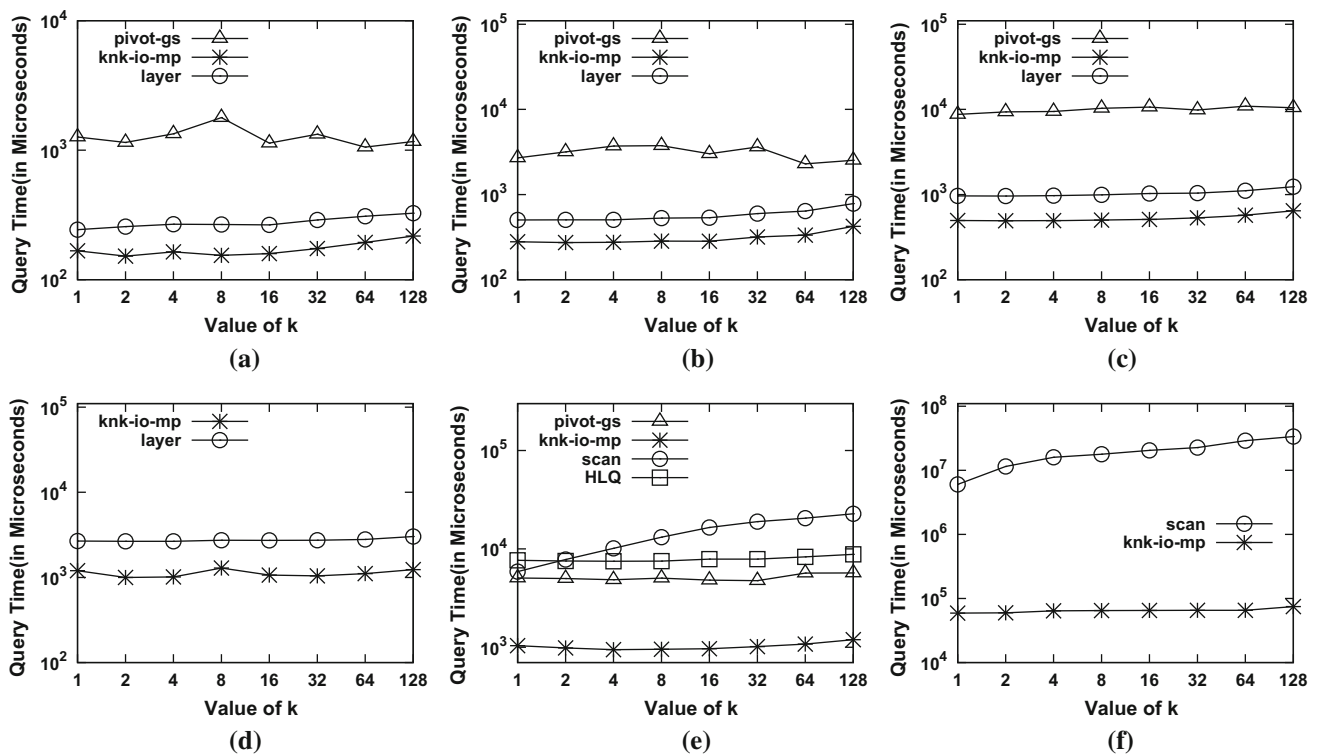 10^4
10^3
10^2
Query Time(in Microseconds)
pivot-gs
knk-io-mp
layer
1 2 4 8 16 32 64 128
Value of k
(a)
10^5
10^4
10^3
10^2
Query Time(in Microseconds)
pivot-gs
knk-io-mp
layer
1 2 4 8 16 32 64 128
Value of k
(b)
10^5
10^4
10^3
10^2
Query Time(in Microseconds)
pivot-gs
knk-io-mp
layer
1 2 4 8 16 32 64 128
Value of k
(c)
10^5
10^4
10^3
10^2
Query Time(in Microseconds)
knk-io-mp
layer
1 2 4 8 16 32 64 128
Value of k
(d)
10^5
10^4
10^3
Query Time(in Microseconds)
pivot-gs
knk-io-mp
scan
HLQ
1 2 4 8 16 32 64 128
Value of k
(e)
10^8
10^7
10^6
10^5
10^4
Query Time(in Microseconds)
scan
knk-io-mp
1 2 4 8 16 32 64 128
Value of k
(f)